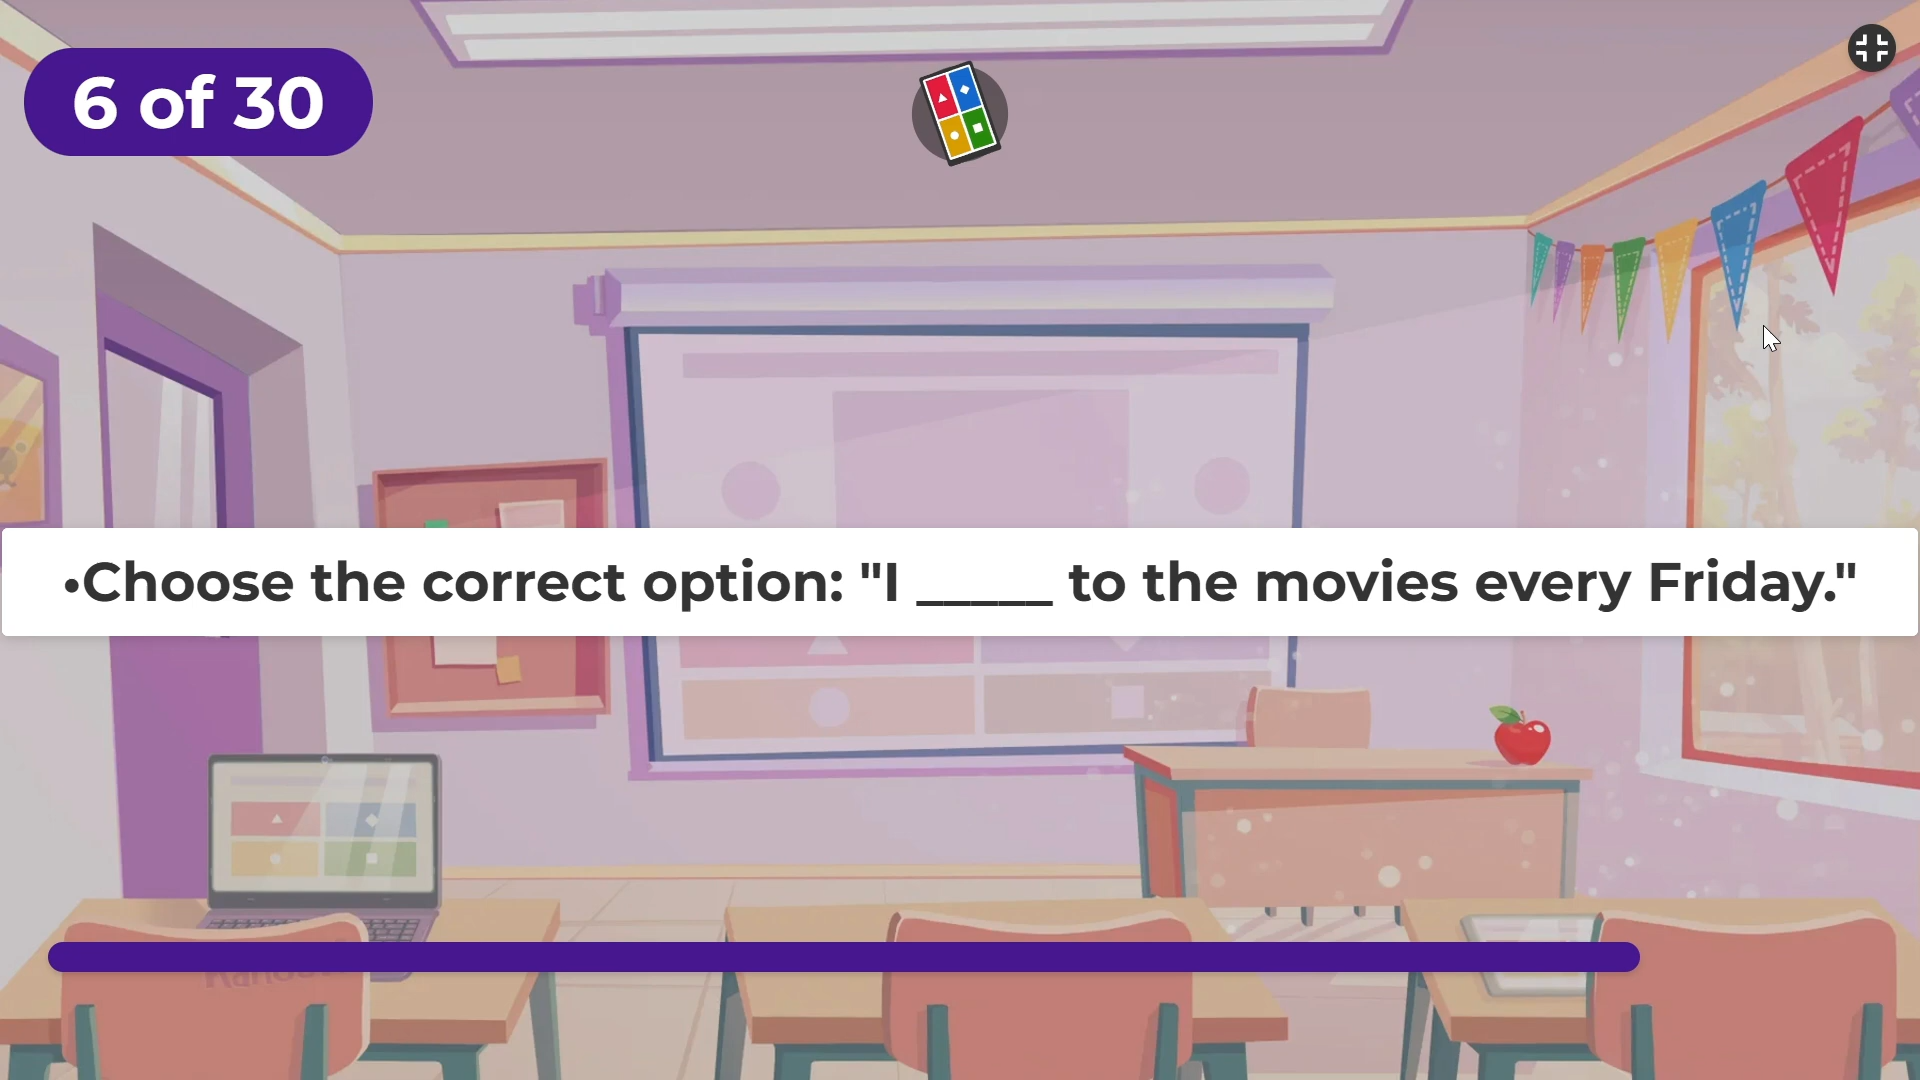 6 of 30
•Choose the correct option: "I _____ to the movies every Friday."